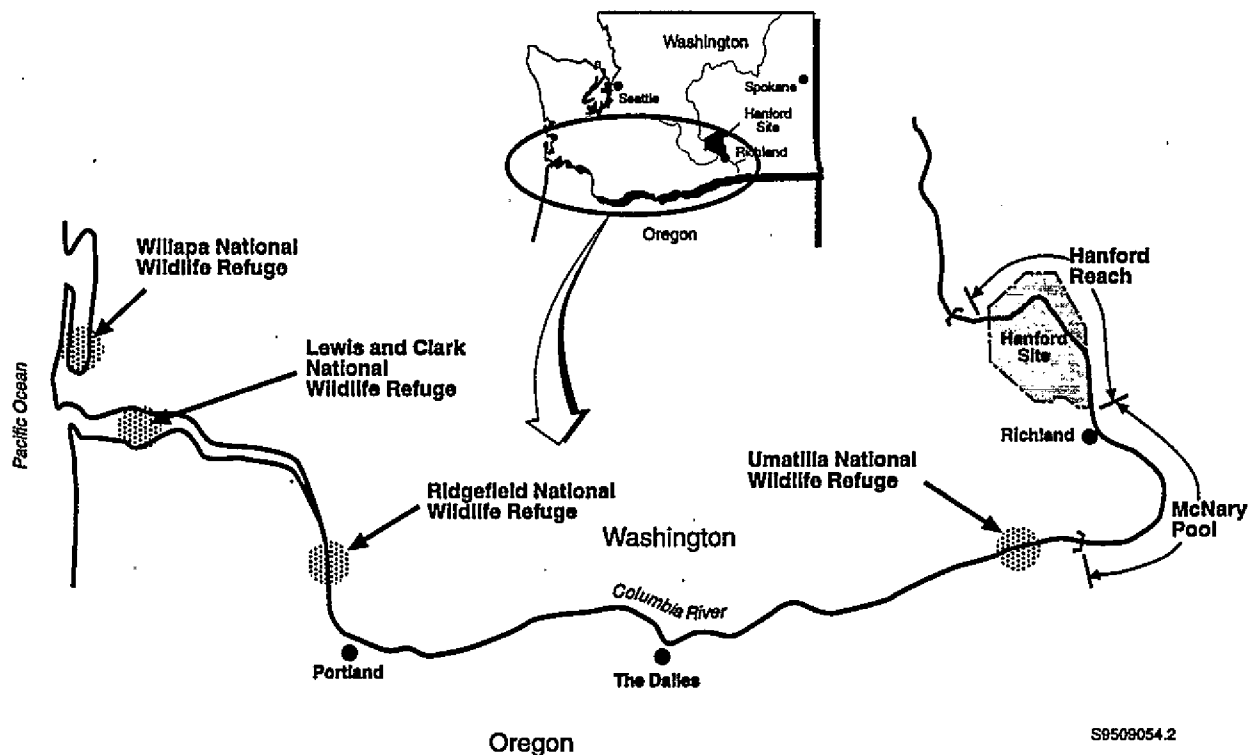 Washington
Spokane
Seattle
Hanford
Site
Richland
Oregon
Willapa National
Wildlife Refuge
Lewis and Clark
National
Wildlife Refuge
Pacific Ocean
Ridgefield National
Wildlife Refuge
Hanford
Reach
Hanford
Site
Richland
Umatilla National
Wildlife Refuge
McNary
Pool
Washington
Columbia River
Portland
The Dalles
Oregon
S9509054.2